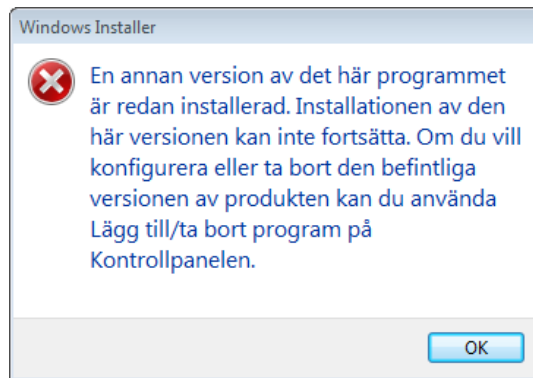 Windows Installer
En annan version av det här programmet
är redan installerad. Installationen av den
här versionen kan inte fortsätta. Om du vill
konfigurera eller ta bort den befintliga
versionen av produkten kan du använda
Lägg till/ta bort program på
Kontrollpanelen.
OK